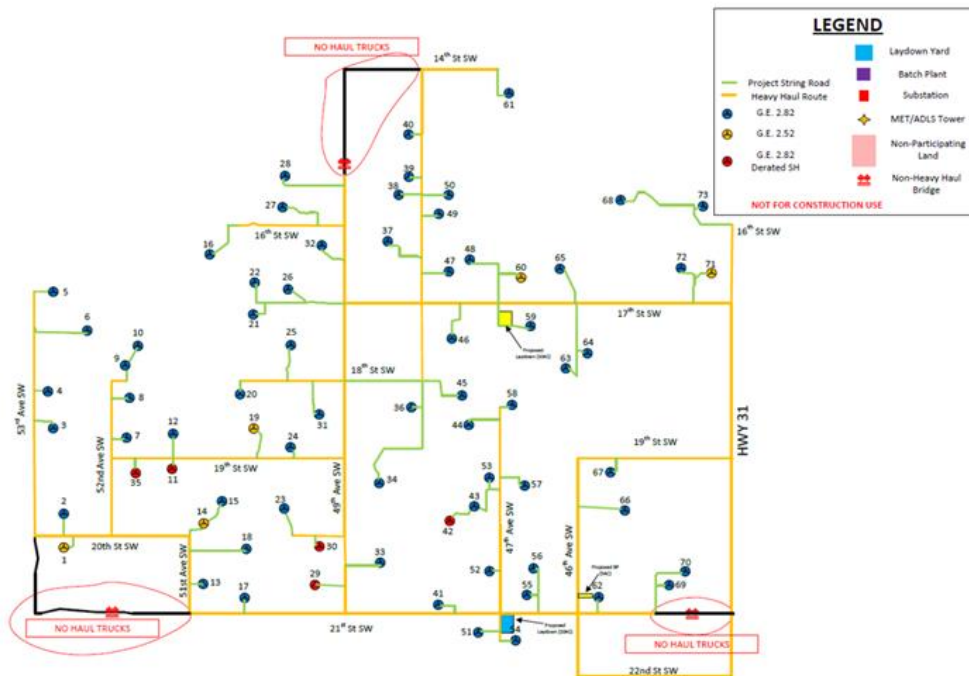 NO HAUL TRUCKS
14th St SW
61
40
39
38
50
49
28
27
16
16th St SW
32
37
47
48
60
65
68
73
16th St SW
72
71
17th St SW
5
6
22
26
21
25
46
59
Proposed
64
63
10
9
4
8
3
7
53rd Ave SW
52nd Ave SW
18th St SW
20
31
19
24
12
35
11
19th St SW
45
36
58
44
34
49th Ave SW
53
57
43
42
47th Ave SW
HWY 31
19th St SW
67
66
46th Ave SW
2
1
20th St SW
14
15
18
13
51st Ave SW
23
30
29
33
17
41
52
56
55
62
70
69
21st St SW
51
54
Proposed
22nd St SW
NO HAUL TRUCKS
NO HAUL TRUCKS
LEGEND
Project String Road
Heavy Haul Route
G.E. 2.82
G.E. 2.52
G.E. 2.82
Derated SH
Laydown Yard
Batch Plant
Substation
MET/ADLS Tower
Non-Participating
Land
Non-Heavy Haul
Bridge
NOT FOR CONSTRUCTION USE